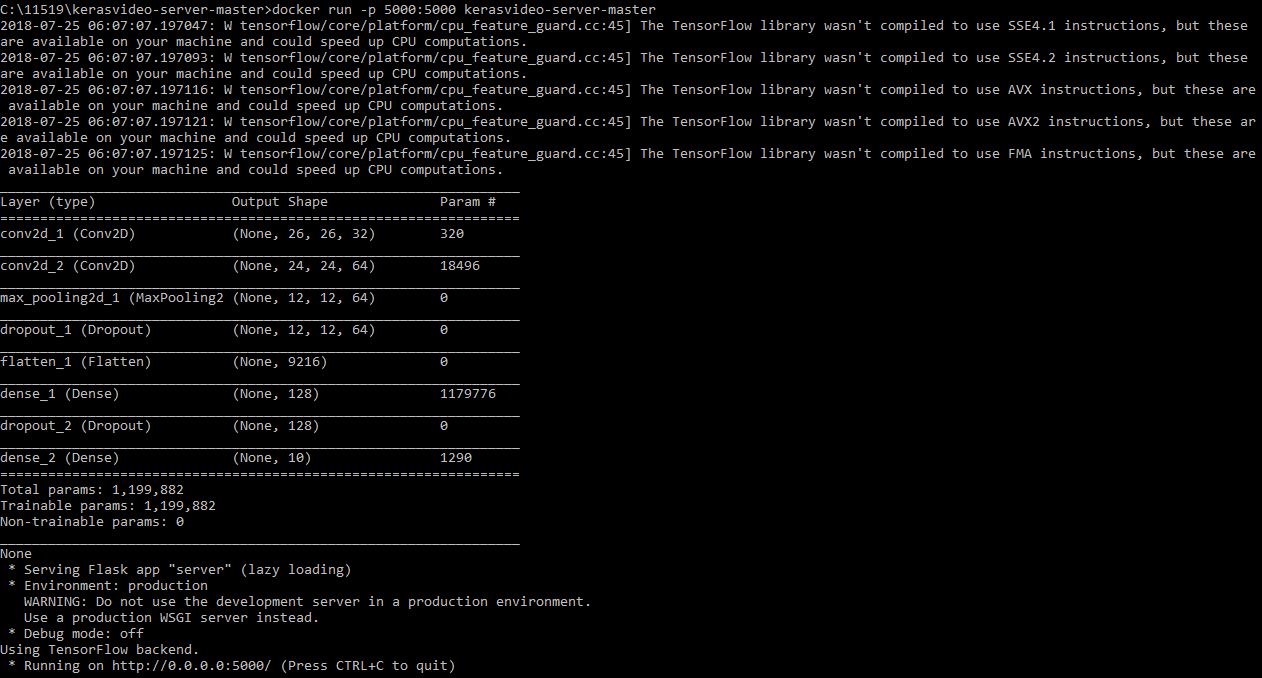 C:\11519\kerasvideo-server-master>docker run -p 5000:5000 kerasvideo-server-master
2018-07-25 06:07:07.197047: W tensorflow/core/platform/cpu_feature_guard.cc:45] The TensorFlow library wasn't compiled to use SSE4.1 instructions, but these
are available on your machine and could speed up CPU computations.
2018-07-25 06:07:07.197093: W tensorflow/core/platform/cpu_feature_guard.cc:45] The TensorFlow library wasn't compiled to use SSE4.2 instructions, but these
are available on your machine and could speed up CPU computations.
2018-07-25 06:07:07.197116: W tensorflow/core/platform/cpu_feature_guard.cc:45] The TensorFlow library wasn't compiled to use AVX instructions, but these are
 available on your machine and could speed up CPU computations.
2018-07-25 06:07:07.197121: W tensorflow/core/platform/cpu_feature_guard.cc:45] The TensorFlow library wasn't compiled to use AVX2 instructions, but these ar
e available on your machine and could speed up CPU computations.
2018-07-25 06:07:07.197125: W tensorflow/core/platform/cpu_feature_guard.cc:45] The TensorFlow library wasn't compiled to use FMA instructions, but these are
 available on your machine and could speed up CPU computations.
_________________________________________________________________
Layer (type)                 Output Shape              Param #
=================================================================
conv2d_1 (Conv2D)            (None, 26, 26, 32)        320
_________________________________________________________________
conv2d_2 (Conv2D)            (None, 24, 24, 64)        18496
_________________________________________________________________
max_pooling2d_1 (MaxPooling2 (None, 12, 12, 64)        0
_________________________________________________________________
dropout_1 (Dropout)          (None, 12, 12, 64)        0
_________________________________________________________________
flatten_1 (Flatten)          (None, 9216)              0
_________________________________________________________________
dense_1 (Dense)              (None, 128)               1179776
_________________________________________________________________
dropout_2 (Dropout)          (None, 128)               0
_________________________________________________________________
dense_2 (Dense)              (None, 10)                1290
=================================================================
Total params: 1,199,882
Trainable params: 1,199,882
Non-trainable params: 0
_________________________________________________________________
None
 * Serving Flask app "server" (lazy loading)
 * Environment: production
   WARNING: Do not use the development server in a production environment.
   Use a production WSGI server instead.
 * Debug mode: off
Using TensorFlow backend.
 * Running on http://0.0.0.0:5000/ (Press CTRL+C to quit)